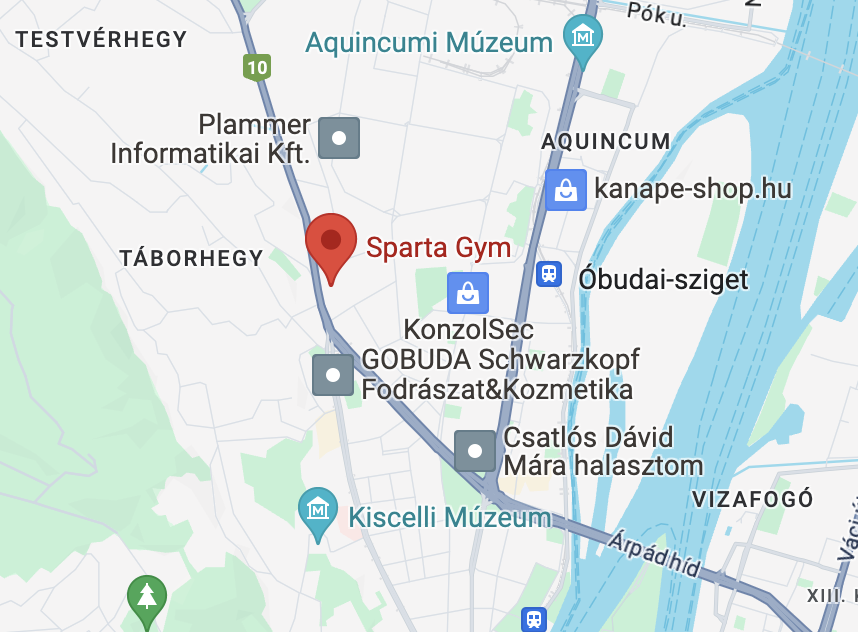 Pók u.
TESTVÉRHEGY
Aquincumi Múzeum
10
Plammer
Informatikai Kft.
AQUINCUM
kanape-shop.hu
TÁBORHEGY
Sparta Gym
Óbudai-sziget
KonzolSec
GOBUDA Schwarzkopf
Fodrászat&Kozmetika
Csatlós Dávid
Mára halasztom
VIZAFOGÓ
Kiscelli Múzeum
Árpád híd
XIII.